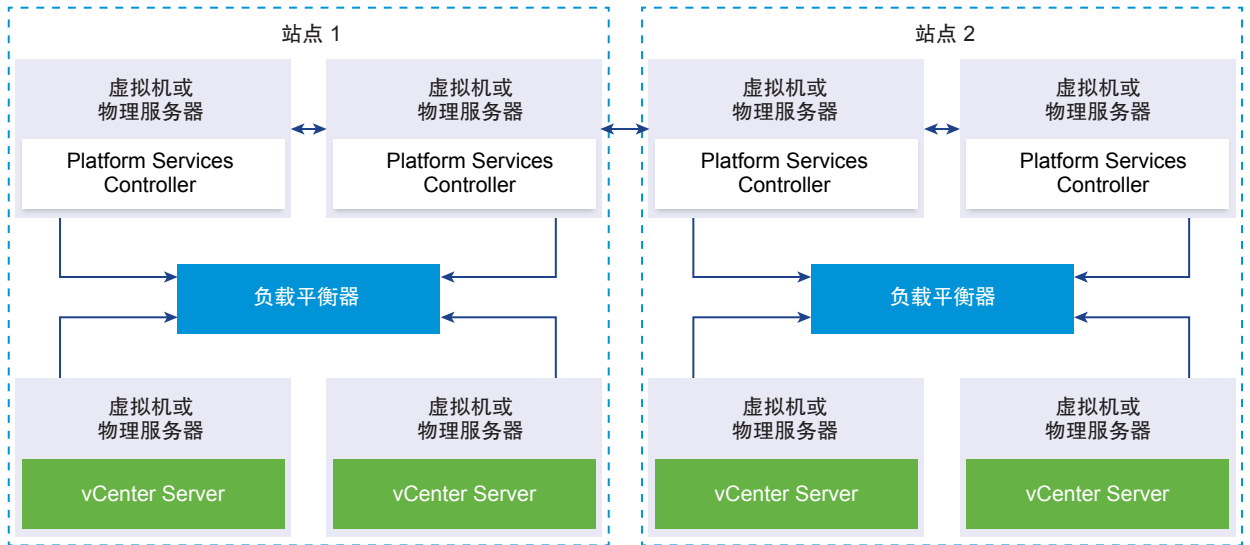 站点 1
虚拟机或
物理服务器
Platform Services
Controller
虚拟机或
物理服务器
Platform Services
Controller
负载平衡器
虚拟机或
物理服务器
vCenter Server
虚拟机或
物理服务器
vCenter Server
站点 2
虚拟机或
物理服务器
Platform Services
Controller
虚拟机或
物理服务器
Platform Services
Controller
负载平衡器
虚拟机或
物理服务器
vCenter Server
虚拟机或
物理服务器
vCenter Server